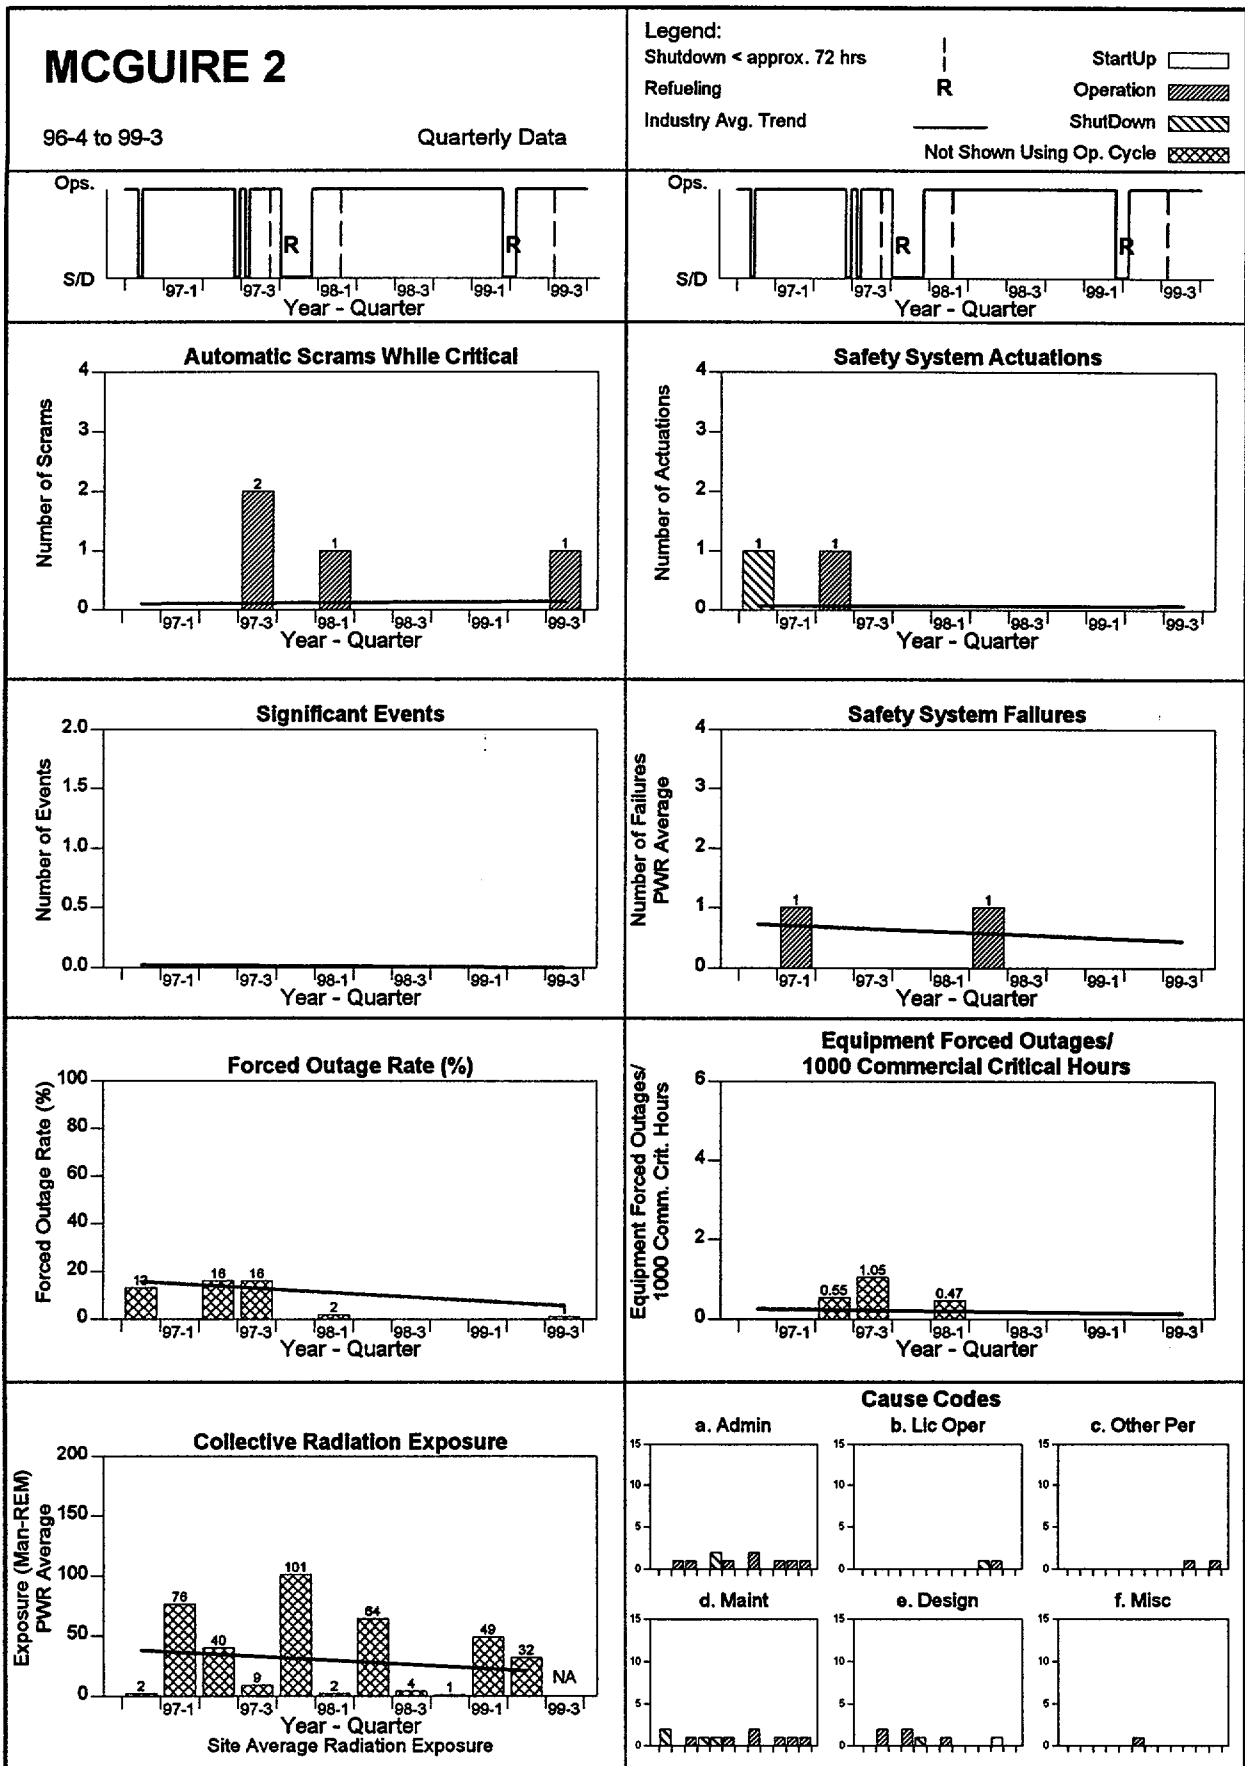 MCGUIRE 2
96-4 to 99-3 Quarterly Data
Legend:
Shutdown < approx. 72 hrs
Refueling R
Industry Avg. Trend
StartUp
Operation
ShutDown
Not Shown Using Op. Cycle
Ops.
R R
S/D
97-1 97-3 98-1 98-3 99-1 99-3
Year - Quarter
Ops.
R R
S/D
97-1 97-3 98-1 98-3 99-1 99-3
Year - Quarter
Automatic Scrams While Critical
Number of Scrams
4
3
2
1
0
2 1 1
97-1 97-3 98-1 98-3 99-1 99-3
Year - Quarter
Safety System Actuations
Number of Actuations
4
3
2
1
0
1 1
97-1 97-3 98-1 98-3 99-1 99-3
Year - Quarter
Significant Events
Number of Events
2.0
1.5
1.0
0.5
0.0
97-1 97-3 98-1 98-3 99-1 99-3
Year - Quarter
Safety System Failures
Number of Failures
PWR Average
4
3
2
1
0
1 1
97-1 97-3 98-1 98-3 99-1 99-3
Year - Quarter
Forced Outage Rate (%)
Forced Outage Rate (%)
100
80
60
40
20
0
13 16 16 2 1
97-1 97-3 98-1 98-3 99-1 99-3
Year - Quarter
Equipment Forced Outages/
1000 Commercial Critical Hours
Equipment Forced Outages/
1000 Comm. Crit. Hours
6
4
2
0
0.55 1.05 0.47
97-1 97-3 98-1 98-3 99-1 99-3
Year - Quarter
Collective Radiation Exposure
Exposure (Man-REM)
PWR Average
200
150
100
50
0
2 76 40 9 101 2 64 4 1 49 32 NA
97-1 97-3 98-1 98-3 99-1 99-3
Year - Quarter
Site Average Radiation Exposure
Cause Codes
a. Admin
15
10
5
0
b. Lic Oper
15
10
5
0
c. Other Per
15
10
5
0
d. Maint
15
10
5
0
e. Design
15
10
5
0
f. Misc
15
10
5
0